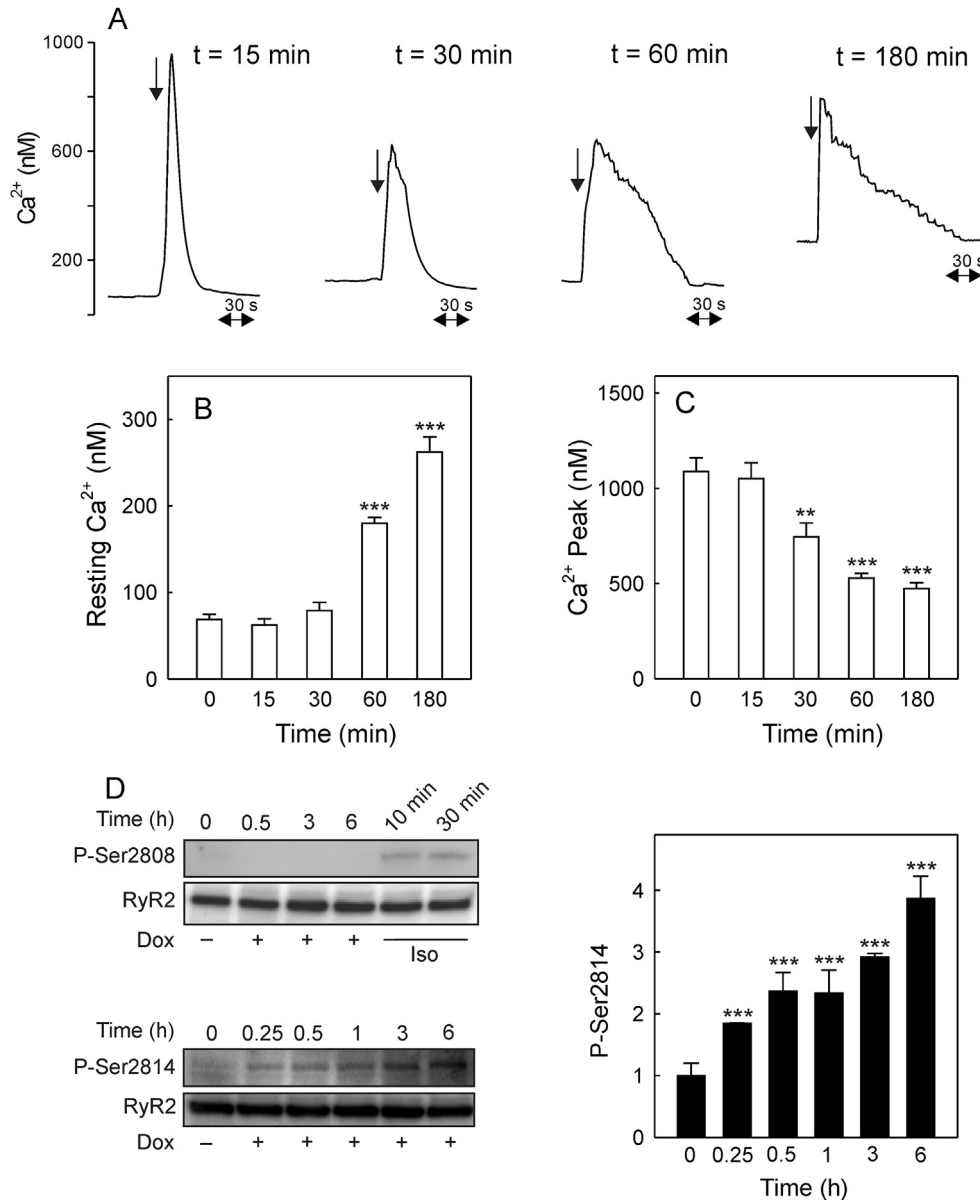 A
t = 15 min
t = 30 min
t = 60 min
t = 180 min
Ca2+ (nM)
1000
600
200
30 s
30 s
30 s
30 s
B
Resting Ca2+ (nM)
300
200
100
0
***
***
0 15 30 60 180
Time (min)
C
Ca2+ Peak (nM)
1500
1000
500
0
**
***
***
0 15 30 60 180
Time (min)
D
Time (h) 0 0.5 3 6 10 min 30 min
P-Ser2808
RyR2
Dox – + + + Iso
Time (h) 0 0.25 0.5 1 3 6
P-Ser2814
RyR2
Dox – + + + + +
P-Ser2814
4
3
2
1
0
***
***
***
***
***
0 0.25 0.5 1 3 6
Time (h)